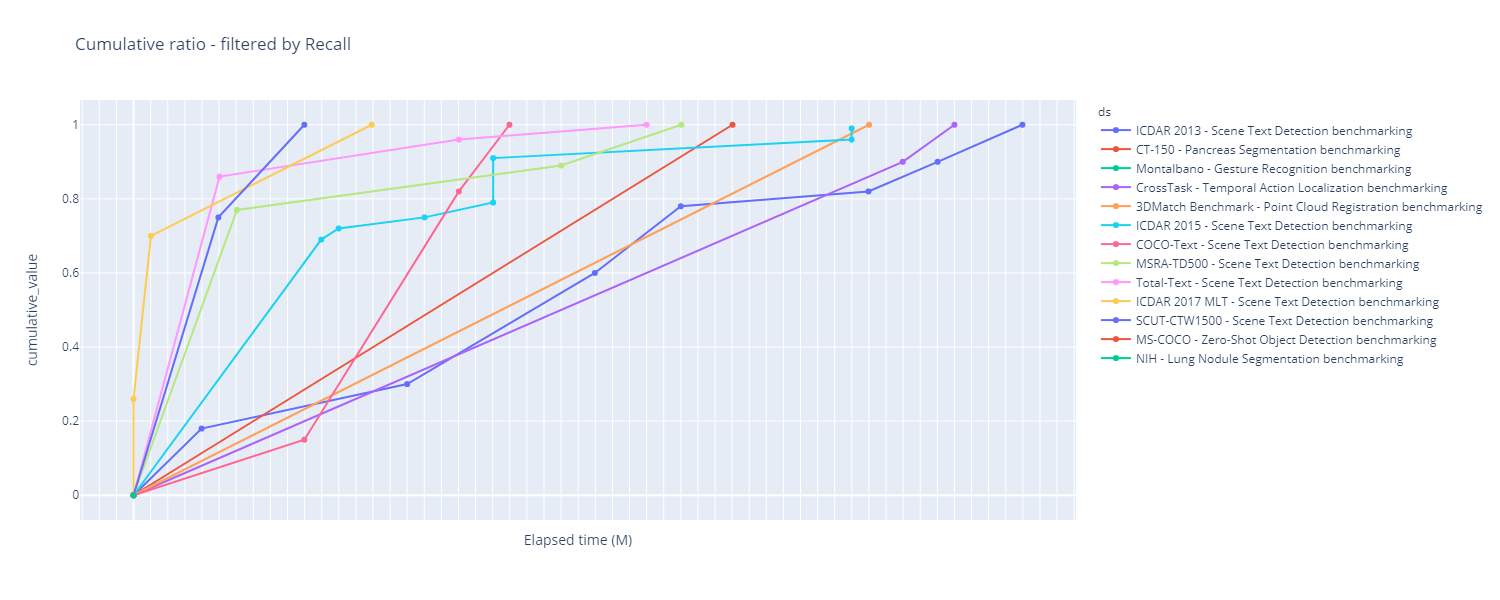 Cumulative ratio - filtered by Recall
ds
ICDAR 2013 - Scene Text Detection benchmarking
CT-150 - Pancreas Segmentation benchmarking
Montalbano - Gesture Recognition benchmarking
CrossTask - Temporal Action Localization benchmarking
3DMatch Benchmark - Point Cloud Registration benchmarking
ICDAR 2015 - Scene Text Detection benchmarking
COCO-Text - Scene Text Detection benchmarking
MSRA-TD500 - Scene Text Detection benchmarking
Total-Text - Scene Text Detection benchmarking
ICDAR 2017 MLT - Scene Text Detection benchmarking
SCUT-CTW1500 - Scene Text Detection benchmarking
MS-COCO - Zero-Shot Object Detection benchmarking
NIH - Lung Nodule Segmentation benchmarking
1
0.8
0.6
0.4
0.2
0
cumulative_value
Elapsed time (M)